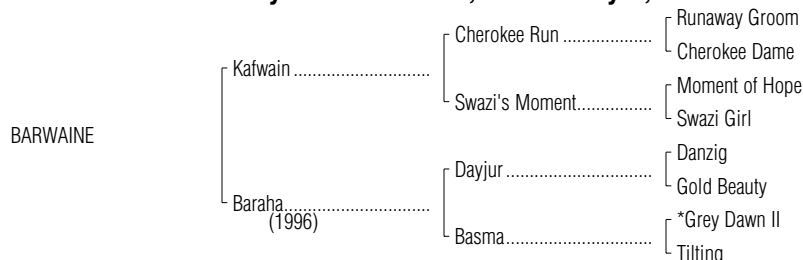 Runaway Groom
Cherokee Run ......................
Cherokee Dame
Kafwain .............................
Moment of Hope
Swazi's Moment...................
Swazi Girl
BARWAINE
Danzig
Dayjur .................................
Gold Beauty
Baraha...............................
(1996)
*Grey Dawn II
Basma.................................
Tilting